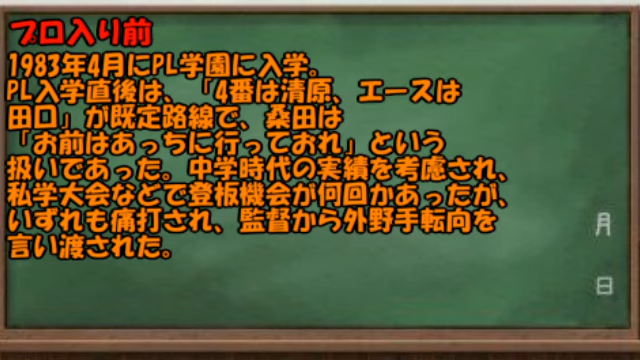 プロ入り前
1983年4月にPL学園に入学。
PL入学直後は、「4番は清原、エースは
田口」が既定路線で、桑田は
「お前はあっちに行っておれ」という
扱いであった。中学時代の実績を考慮され、
私学大会などで登板機会が何回かあったが、
いずれも痛打され、監督から外野手転向を
言い渡された。
月
日